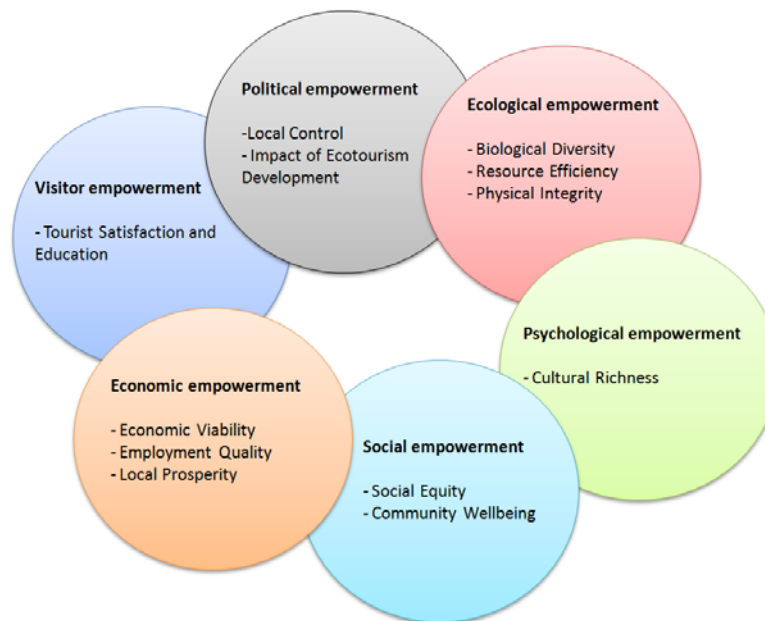 Political empowerment
-Local Control
- Impact of Ecotourism
Development
Ecological empowerment
- Biological Diversity
- Resource Efficiency
- Physical Integrity
Visitor empowerment
- Tourist Satisfaction and
Education
Psychological empowerment
- Cultural Richness
Economic empowerment
- Economic Viability
- Employment Quality
- Local Prosperity
Social empowerment
- Social Equity
- Community Wellbeing